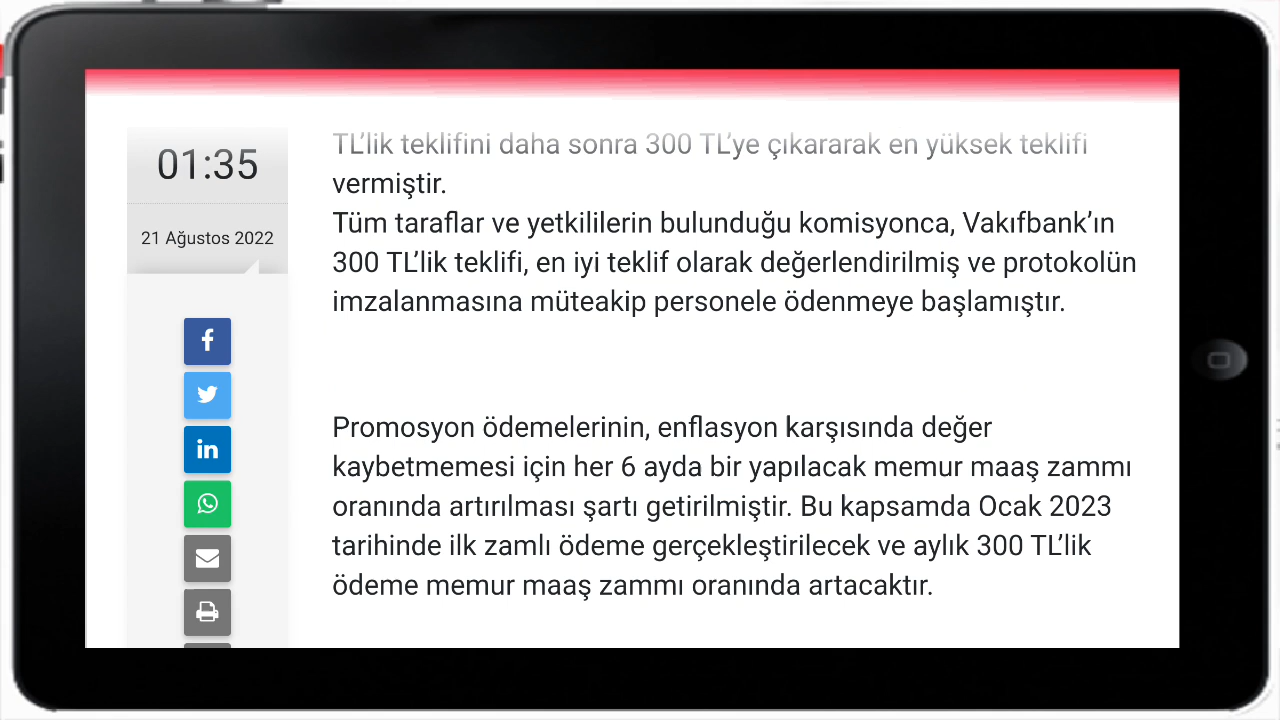 01:35
21 Ağustos 2022
TL’lik teklifini daha sonra 300 TL’ye çıkararak en yüksek teklifi
vermiştir.
Tüm taraflar ve yetkililerin bulunduğu komisyonca, Vakıfbank’ın
300 TL’lik teklifi, en iyi teklif olarak değerlendirilmiş ve protokolün
imzalanmasına müteakip personele ödenmeye başlamıştır.
Promosyon ödemelerinin, enflasyon karşısında değer
kaybetmemesi için her 6 ayda bir yapılacak memur maaş zammı
oranında artırılması şartı getirilmiştir. Bu kapsamda Ocak 2023
tarihinde ilk zamlı ödeme gerçekleştirilecek ve aylık 300 TL’lik
ödeme memur maaş zammı oranında artacaktır.